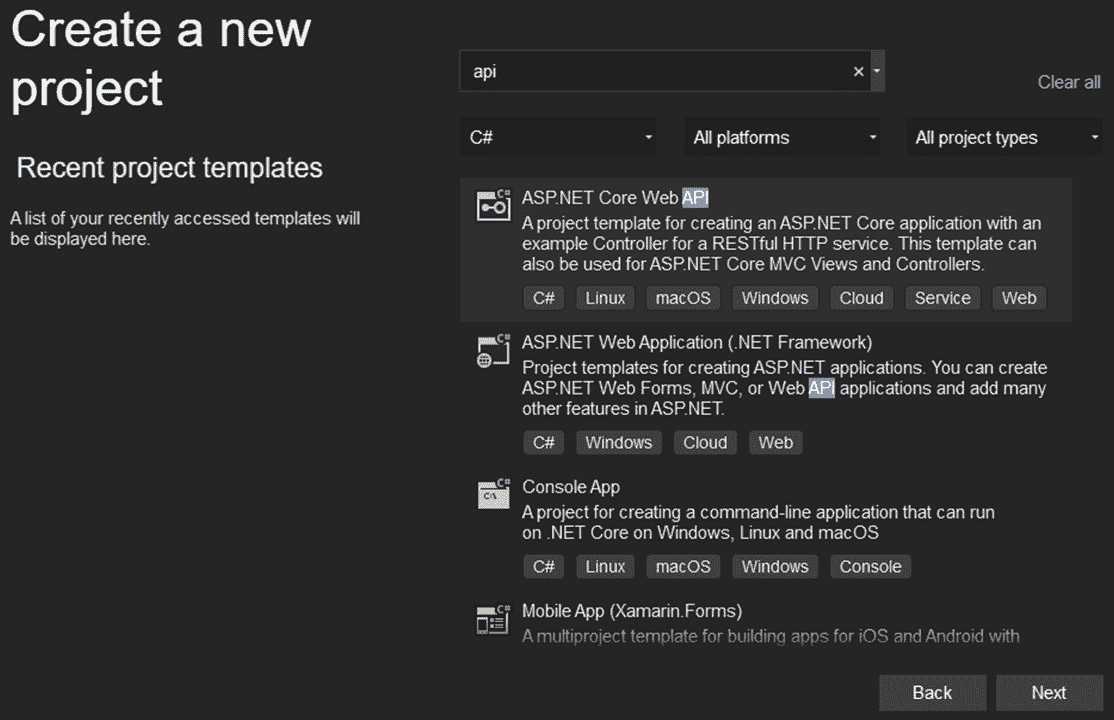 Create a new
project
Recent project templates
A list of your recently accessed templates will
be displayed here.
api
Clear all
C#
All platforms
All project types
C#
ASP.NET Core Web API
A project template for creating an ASP.NET Core application with an
example Controller for a RESTful HTTP service. This template can
also be used for ASP.NET Core MVC Views and Controllers.
C# Linux macOS Windows Cloud Service Web
C#
ASP.NET Web Application (.NET Framework)
Project templates for creating ASP.NET applications. You can create
ASP.NET Web Forms, MVC, or Web API applications and add many
other features in ASP.NET.
C# Windows Cloud Web
C#
C:\
Console App
A project for creating a command-line application that can run
on .NET Core on Windows, Linux and macOS
C# Linux macOS Windows Console
C#
Mobile App (Xamarin.Forms)
A multiproject template for building apps for iOS and Android with
Back
Next